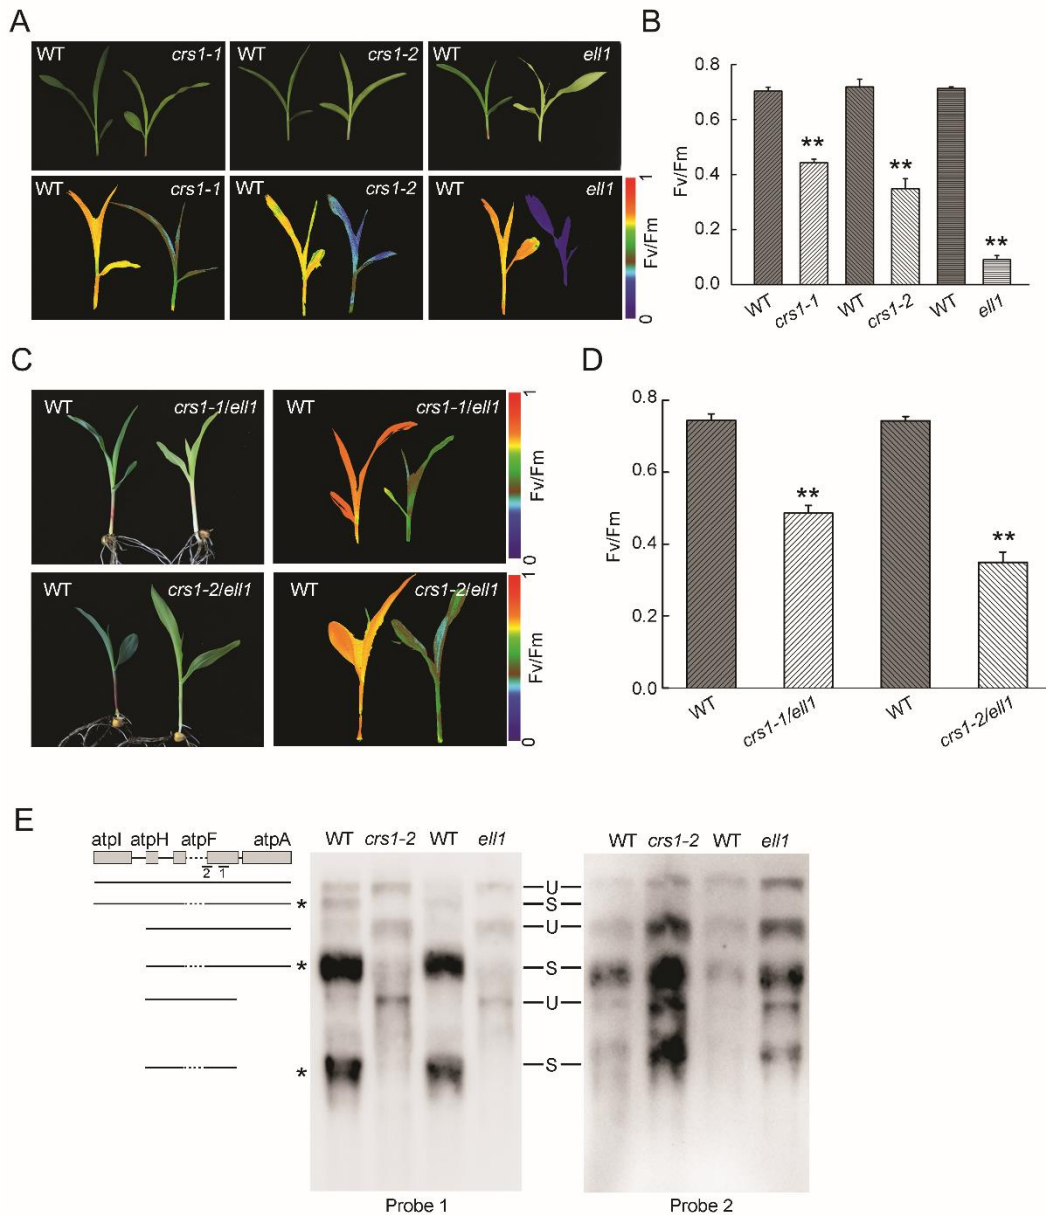 A
WT crs1-1 WT crs1-2 WT ell1
WT crs1-1 WT crs1-2 WT ell1
1
Fv/Fm
0
B
0.8
0.6
0.4
0.2
0.0
Fv/Fm
** ** **
WT crs1-1 WT crs1-2 WT ell1
C
WT crs1-1/ell1 WT crs1-1/ell1
1
Fv/Fm
0
WT crs1-2/ell1 WT crs1-2/ell1
1
Fv/Fm
0
D
0.8
0.6
0.4
0.2
0.0
Fv/Fm
** **
WT crs1-1/ell1 WT crs1-2/ell1
E
atpI atpH atpF atpA
2 1
*
*
*
WT crs1-2 WT ell1
U
S
U
S
U
S
WT crs1-2 WT ell1
Probe 1
Probe 2